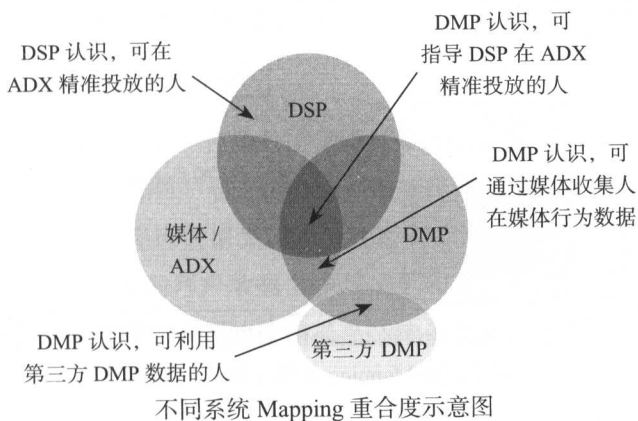 DSP 认识，可在
ADX 精准投放的人
DMP 认识，可
指导 DSP 在 ADX
精准投放的人
DSP
DMP 认识，可
通过媒体收集人
在媒体行为数据
媒体 /
ADX
DMP
DMP 认识，可利用
第三方 DMP 数据的人
第三方 DMP
不同系统 Mapping 重合度示意图